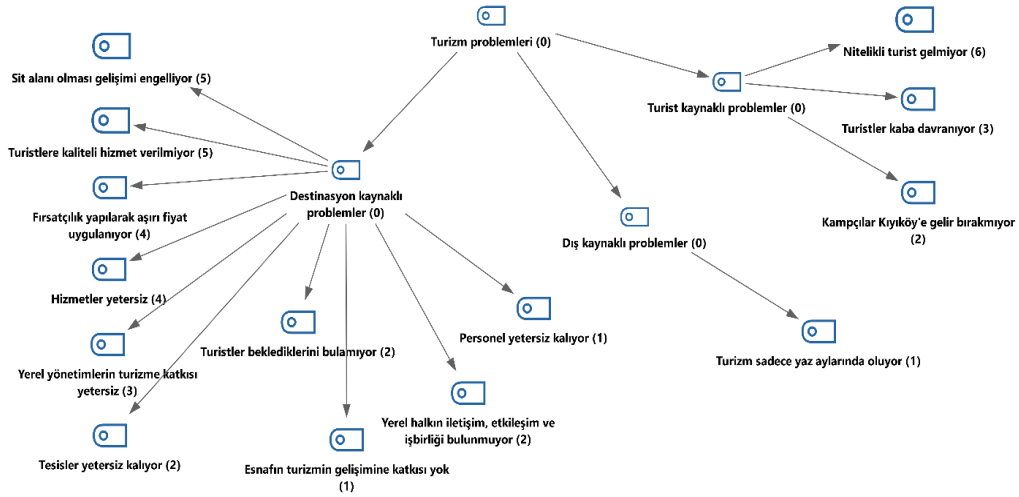 Turizm problemleri (0)
Nitelikli turist gelmiyor (6)
Sit alanı olması gelişimi engelliyor (5)
Turist kaynaklı problemler (0)
Turistler kaba davranıyor (3)
Turistlere kaliteli hizmet verilmiyor (5)
Destinasyon kaynaklı
problemler (0)
Fırsatçılık yapılarak aşırı fiyat
uygulanıyor (4)
Kampçılar Kıyıköy'e gelir bırakmıyor
(2)
Dış kaynaklı problemler (0)
Hizmetler yetersiz (4)
Personel yetersiz kalıyor (1)
Turistler beklediklerini bulamıyor (2)
Turizm sadece yaz aylarında oluyor (1)
Yerel yönetimlerin turizme katkısı
yetersiz (3)
Yerel halkın iletişim, etkileşim ve
işbirliği bulunmuyor (2)
Tesisler yetersiz kalıyor (2)
Esnafın turizmin gelişimine katkısı yok
(1)